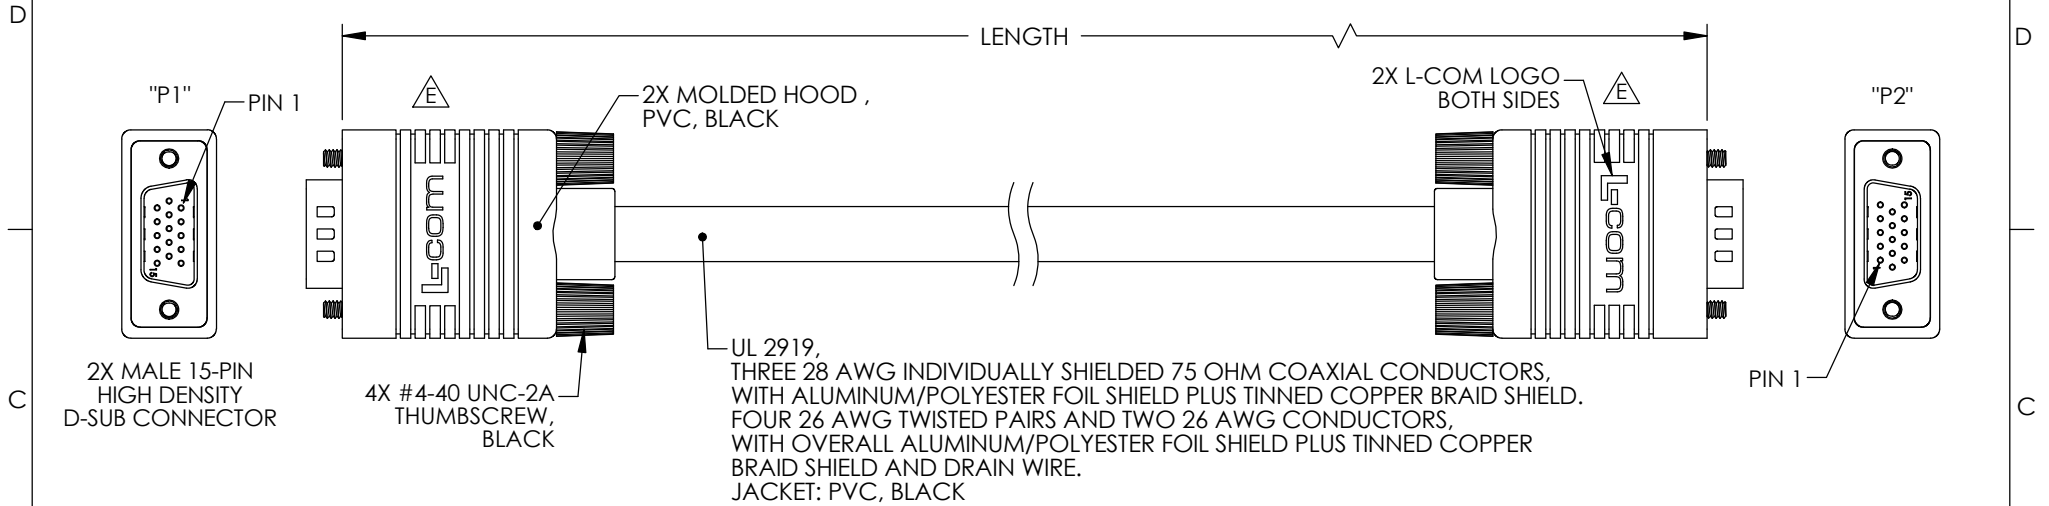 D
LENGTH
D
"P1"
PIN 1
E
2X MOLDED HOOD ,
PVC, BLACK
2X L-COM LOGO
BOTH SIDES
E
"P2"
L-com
L-com
1
15
15
1
2X MALE 15-PIN
HIGH DENSITY
D-SUB CONNECTOR
4X #4-40 UNC-2A
THUMBSCREW,
BLACK
UL 2919,
THREE 28 AWG INDIVIDUALLY SHIELDED 75 OHM COAXIAL CONDUCTORS,
WITH ALUMINUM/POLYESTER FOIL SHIELD PLUS TINNED COPPER BRAID SHIELD.
FOUR 26 AWG TWISTED PAIRS AND TWO 26 AWG CONDUCTORS,
WITH OVERALL ALUMINUM/POLYESTER FOIL SHIELD PLUS TINNED COPPER
BRAID SHIELD AND DRAIN WIRE.
JACKET: PVC, BLACK
PIN 1
C
C